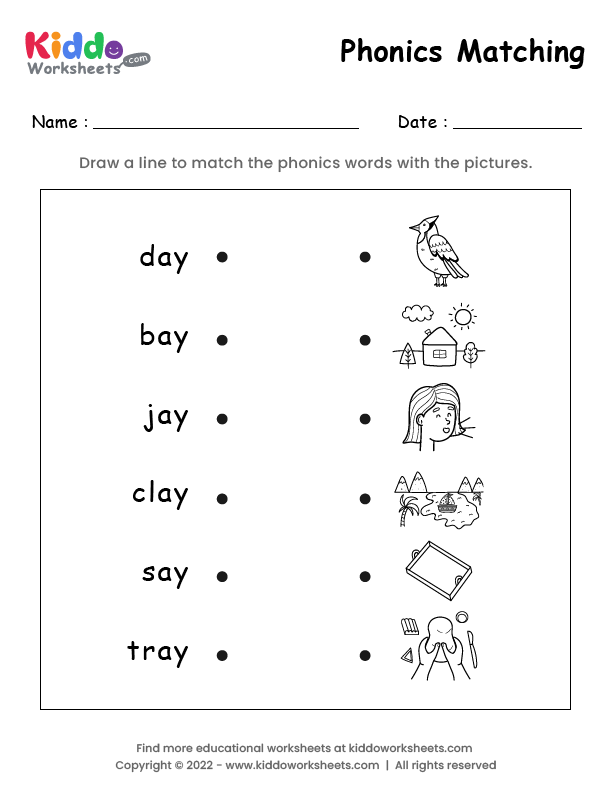 Kiddo
Worksheets .com
Phonics Matching
Name : Date :
Draw a line to match the phonics words with the pictures.
day
bay
jay
clay
say
tray
Find more educational worksheets at kiddoworksheets.com
Copyright © 2022 - www.kiddoworksheets.com | All rights reserved